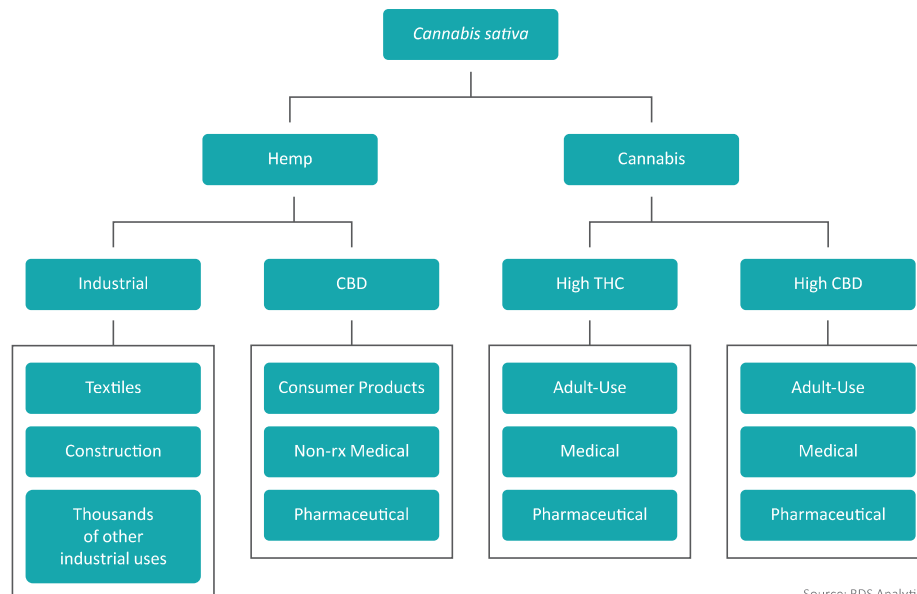 Cannabis sativa
Hemp
Cannabis
Industrial
CBD
High THC
High CBD
Textiles
Consumer Products
Adult-Use
Adult-Use
Construction
Non-rx Medical
Medical
Medical
Thousands
of other
industrial uses
Pharmaceutical
Pharmaceutical
Pharmaceutical
Source: BDS